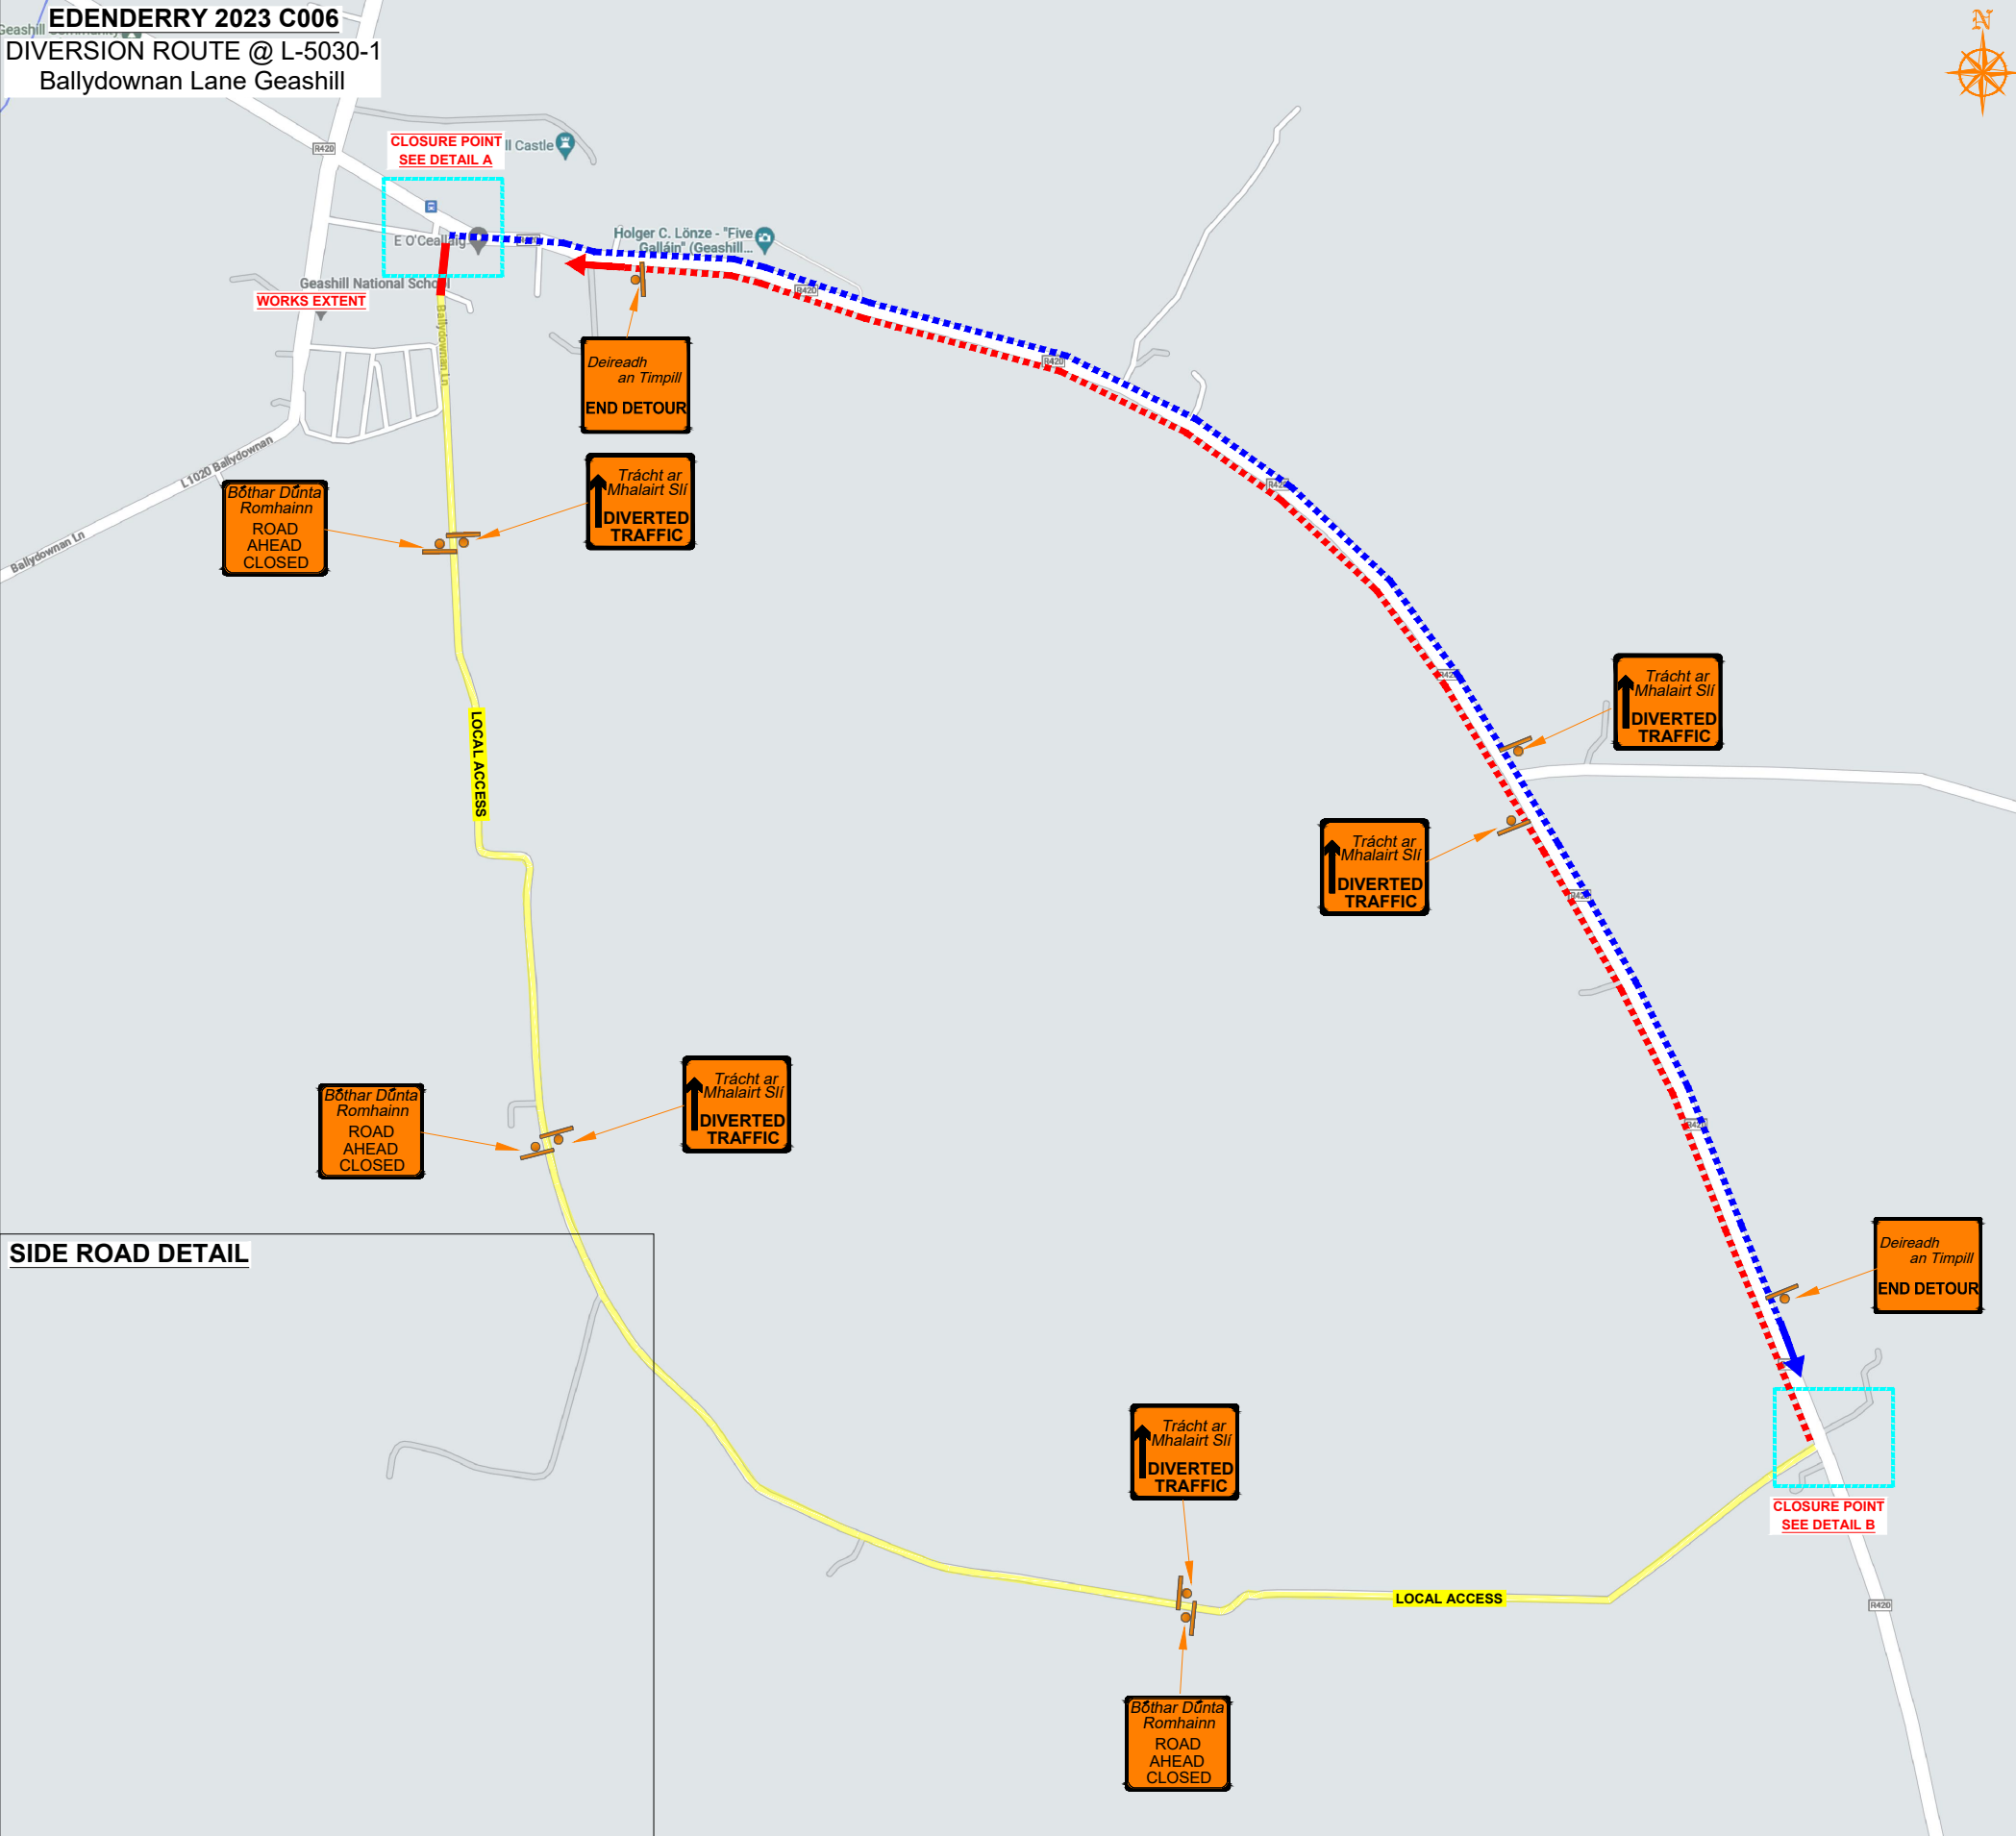 EDENDERRY 2023 C006
DIVERSION ROUTE @ L-5030-1
Ballydownan Lane Geashill
N
R420
CLOSURE POINT
SEE DETAIL A
ll Castle
E O'Ceallaig
Holger C. Lönze - "Five
Galláin" (Geashill...
Geashill National School
WORKS EXTENT
Ballydownan Ln
R420
R420
Deireadh
an Timpill
END DETOUR
L1020 Ballydownan
Ballydownan Ln
Bóthar Dúnta
Romhainn
ROAD
AHEAD
CLOSED
Trácht ar
Mhalairt Slí
DIVERTED
TRAFFIC
LOCAL ACCESS
Trácht ar
Mhalairt Slí
DIVERTED
TRAFFIC
Trácht ar
Mhalairt Slí
DIVERTED
TRAFFIC
Bóthar Dúnta
Romhainn
ROAD
AHEAD
CLOSED
Trácht ar
Mhalairt Slí
DIVERTED
TRAFFIC
SIDE ROAD DETAIL
Deireadh
an Timpill
END DETOUR
Trácht ar
Mhalairt Slí
DIVERTED
TRAFFIC
CLOSURE POINT
SEE DETAIL B
LOCAL ACCESS
R420
Bóthar Dúnta
Romhainn
ROAD
AHEAD
CLOSED